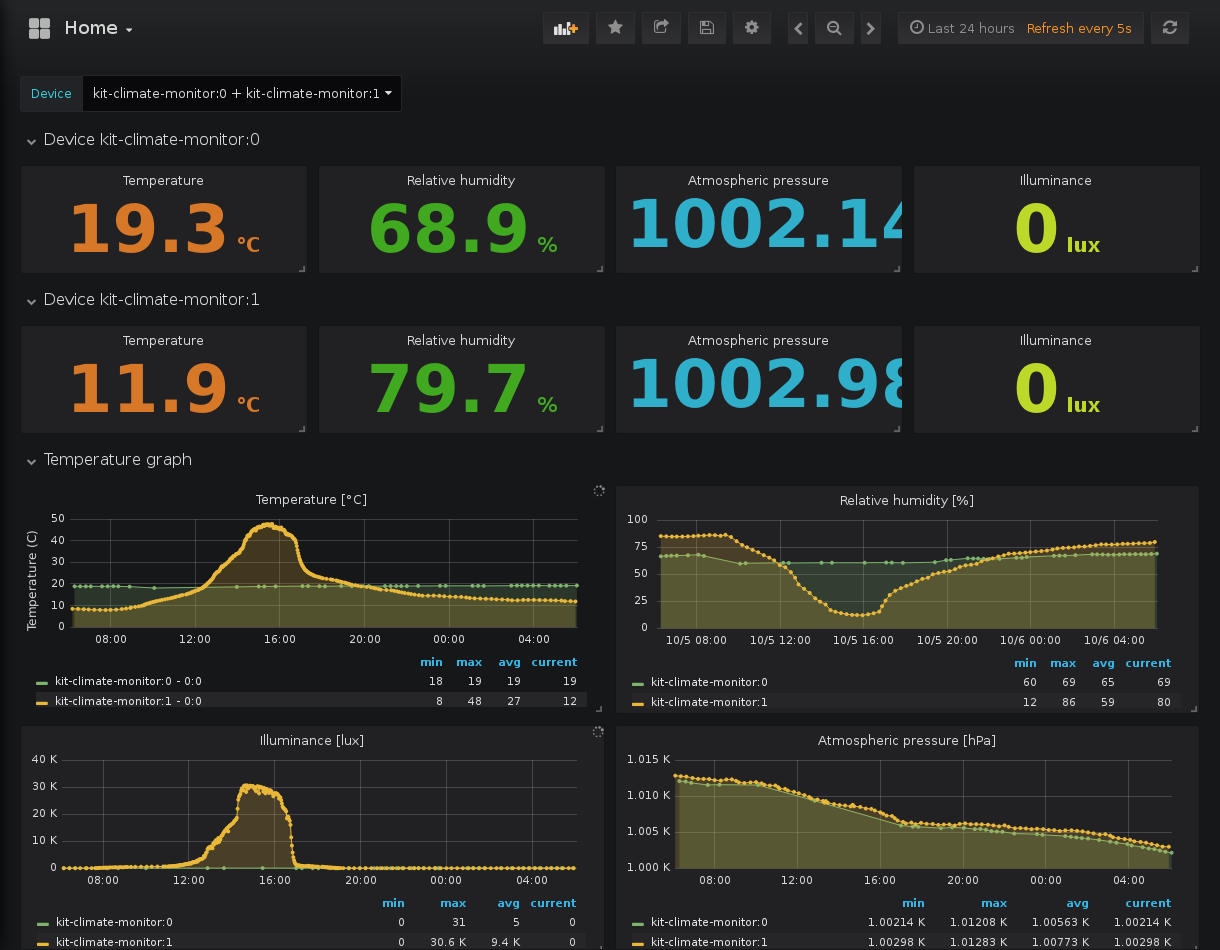 Home
Last 24 hours Refresh every 5s
Device kit-climate-monitor:0 + kit-climate-monitor:1
Device kit-climate-monitor:0
Temperature Relative humidity Atmospheric pressure Illuminance
19.3 °C 68.9 % 1002.14 0 lux
Device kit-climate-monitor:1
Temperature Relative humidity Atmospheric pressure Illuminance
11.9 °C 79.7 % 1002.98 0 lux
Temperature graph
Temperature [°C]
Temperature (C)
50
40
30
20
10
0
08:00 12:00 16:00 20:00 00:00 04:00
min max avg current
kit-climate-monitor:0 - 0:0 18 19 19 19
kit-climate-monitor:1 - 0:0 8 48 27 12
Relative humidity [%]
100
75
50
25
0
10/5 08:00 10/5 12:00 10/5 16:00 10/5 20:00 10/6 00:00 10/6 04:00
min max avg current
kit-climate-monitor:0 60 69 65 69
kit-climate-monitor:1 12 86 59 80
Illuminance [lux]
40 K
30 K
20 K
10 K
0
08:00 12:00 16:00 20:00 00:00 04:00
min max avg current
kit-climate-monitor:0 0 31 5 0
kit-climate-monitor:1 0 30.6 K 9.4 K 0
Atmospheric pressure [hPa]
1.015 K
1.010 K
1.005 K
1.000 K
08:00 12:00 16:00 20:00 00:00 04:00
min max avg current
kit-climate-monitor:0 1.00214 K 1.01208 K 1.00563 K 1.00214 K
kit-climate-monitor:1 1.00298 K 1.01283 K 1.00773 K 1.00298 K